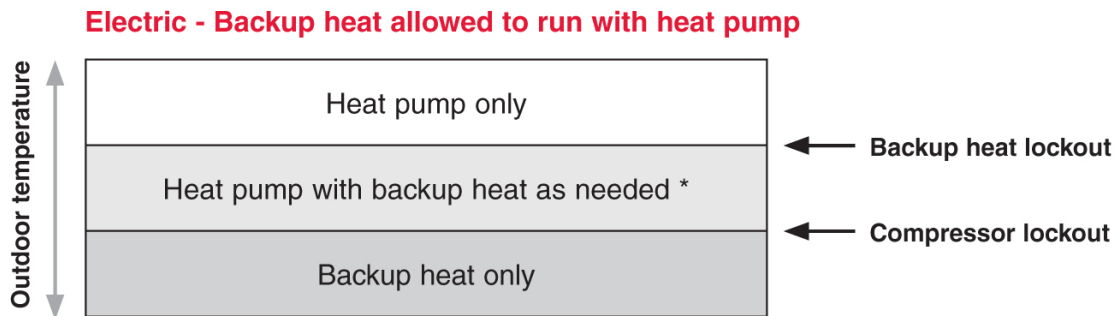 Electric - Backup heat allowed to run with heat pump
Outdoor temperature
Heat pump only
Backup heat lockout
Heat pump with backup heat as needed *
Compressor lockout
Backup heat only